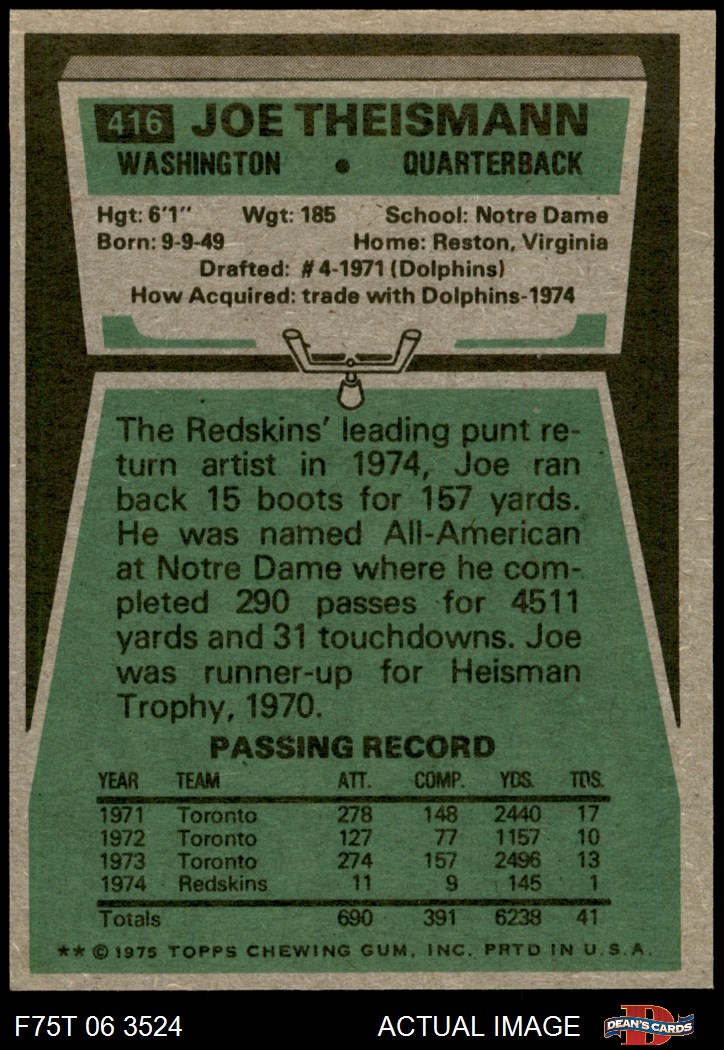 416 JOE THEISMANN
WASHINGTON • QUARTERBACK
Hgt: 6'1" Wgt: 185 School: Notre Dame
Born: 9-9-49 Home: Reston, Virginia
Drafted: #4-1971 (Dolphins)
How Acquired: trade with Dolphins-1974
The Redskins' leading punt re-
turn artist in 1974, Joe ran
back 15 boots for 157 yards.
He was named All-American
at Notre Dame where he com-
pleted 290 passes for 4511
yards and 31 touchdowns. Joe
was runner-up for Heisman
Trophy, 1970.
PASSING RECORD
YEAR TEAM ATT. COMP. YDS. TDS.
1971 Toronto 278 148 2440 17
1972 Toronto 127 77 1157 10
1973 Toronto 274 157 2496 13
1974 Redskins 11 9 145 1
Totals 690 391 6238 41
** © 1975 TOPPS CHEWING GUM, INC. PRTD IN U.S.A.
F75T 06 3524 ACTUAL IMAGE D DEAN'S CARDS